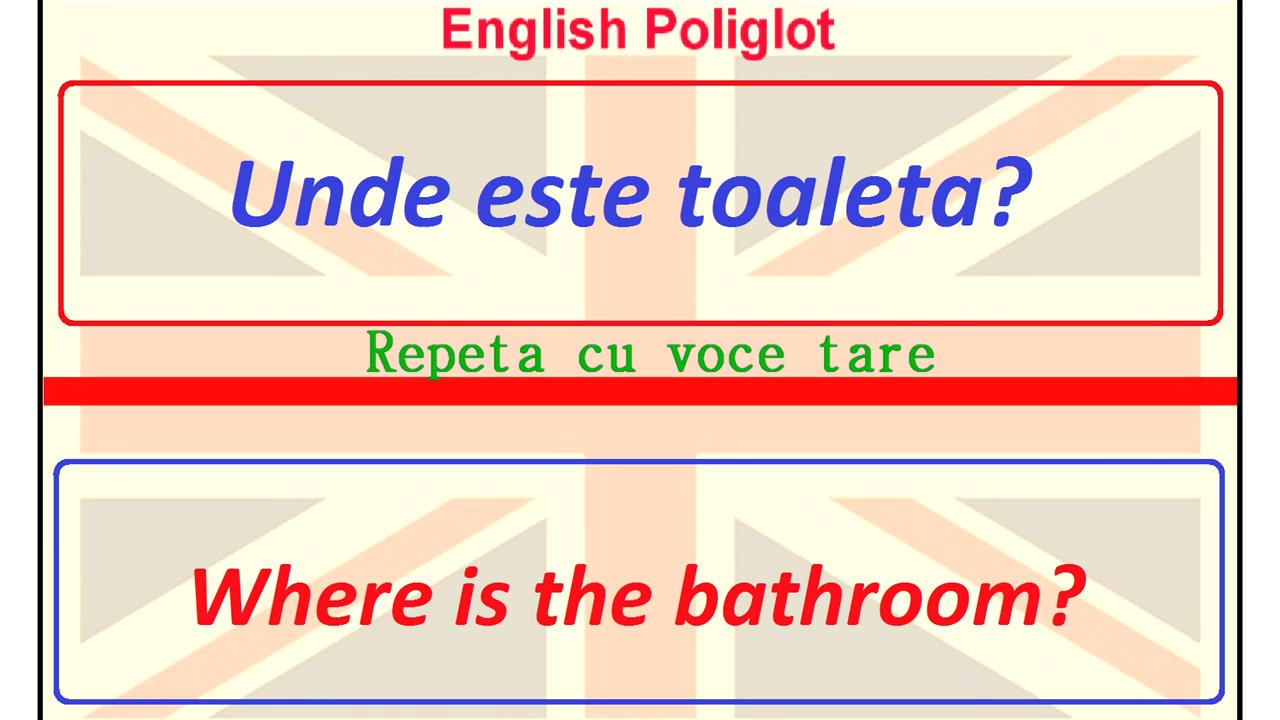 English Poliglot
Unde este toaleta?
Repeta cu voce tare
Where is the bathroom?